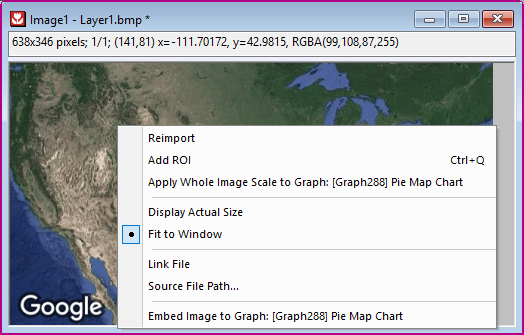 Image1 - Layer1.bmp *
638x346 pixels; 1/1; (141,81) x=-111.70172, y=42.9815, RGBA(99,108,87,255)
Reimport
Add ROI Ctrl+Q
Apply Whole Image Scale to Graph: [Graph288] Pie Map Chart
Display Actual Size
Fit to Window
Link File
Source File Path...
Embed Image to Graph: [Graph288] Pie Map Chart
Google